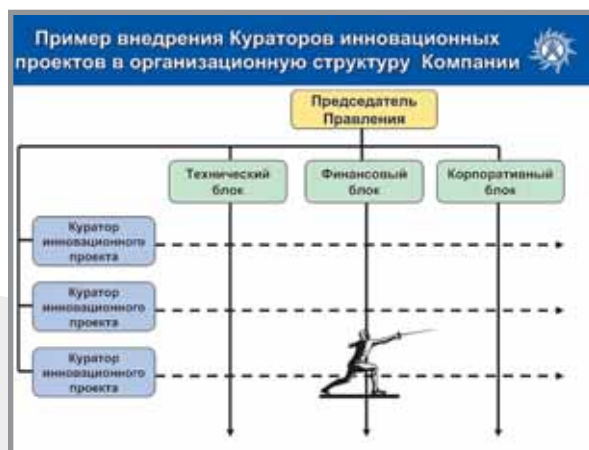 Пример внедрения Кураторов инновационных
проектов в организационную структуру Компании
Председатель
Правления
Технический
блок
Финансовый
блок
Корпоративный
блок
Куратор
инновационного
проекта
Куратор
инновационного
проекта
Куратор
инновационного
проекта